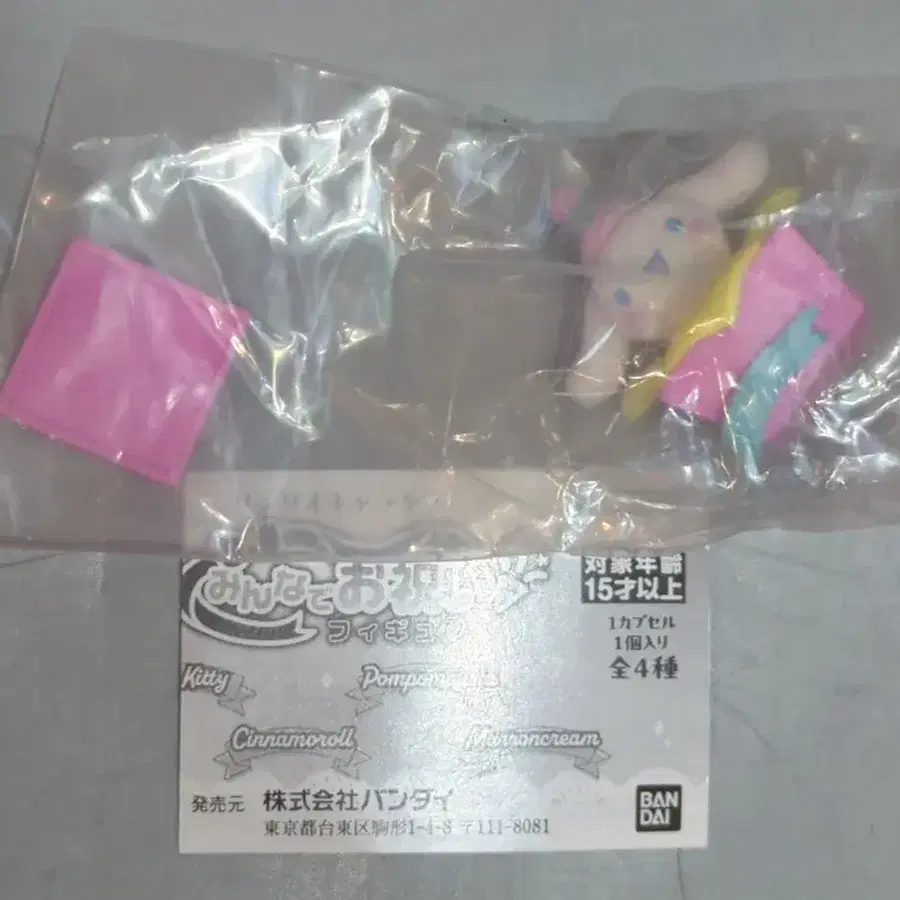 みんなでお祝い
フィギュア
対象年齢
15才以上
1カプセル
1個入り
全4種
Kitty
Cinnamoroll
Marroncream
発売元 株式会社バンダイ
東京都台東区駒形1-4-8 〒111-8081
BAN
DAI